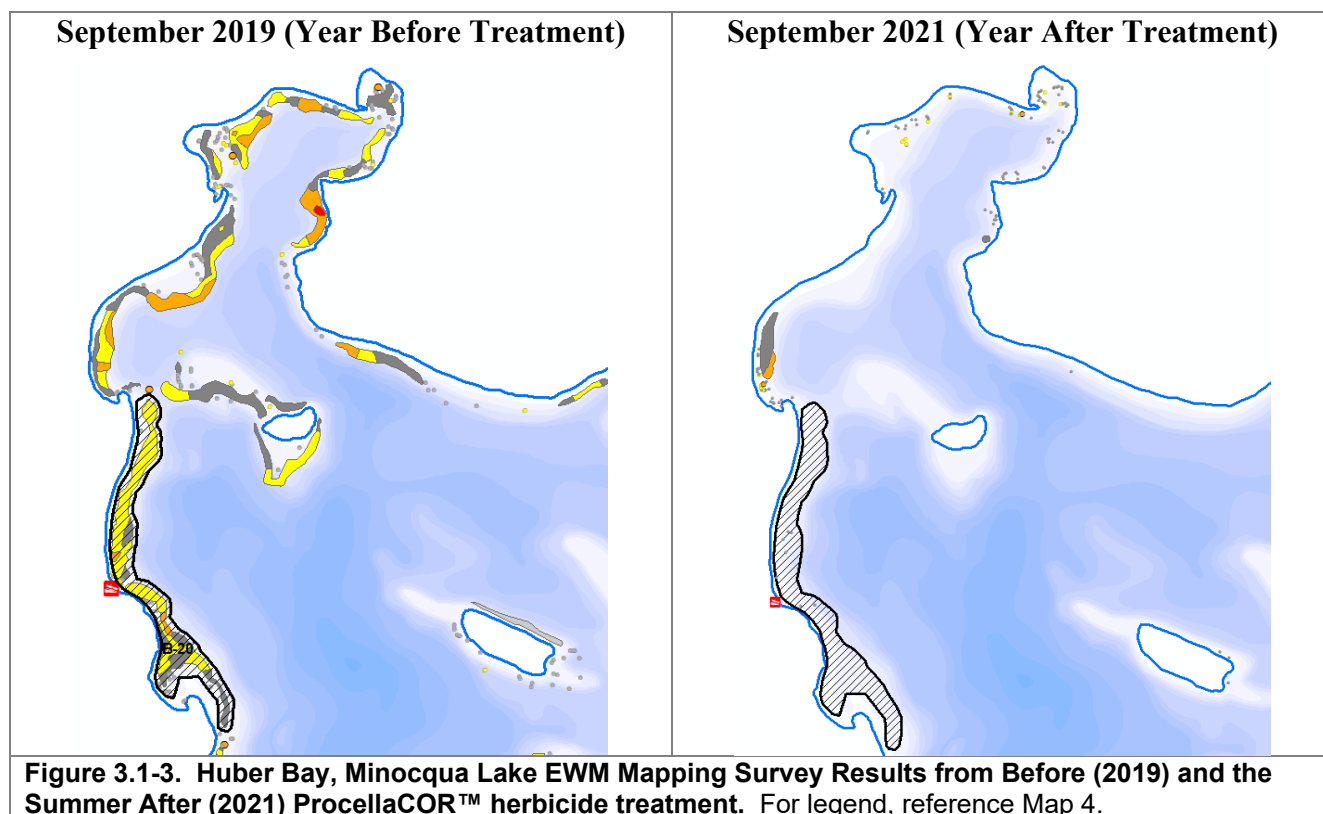 September 2019 (Year Before Treatment)
September 2021 (Year After Treatment)
B-20
Figure 3.1-3. Huber Bay, Minocqua Lake EWM Mapping Survey Results from Before (2019) and the
Summer After (2021) ProcellaCOR™ herbicide treatment. For legend, reference Map 4.